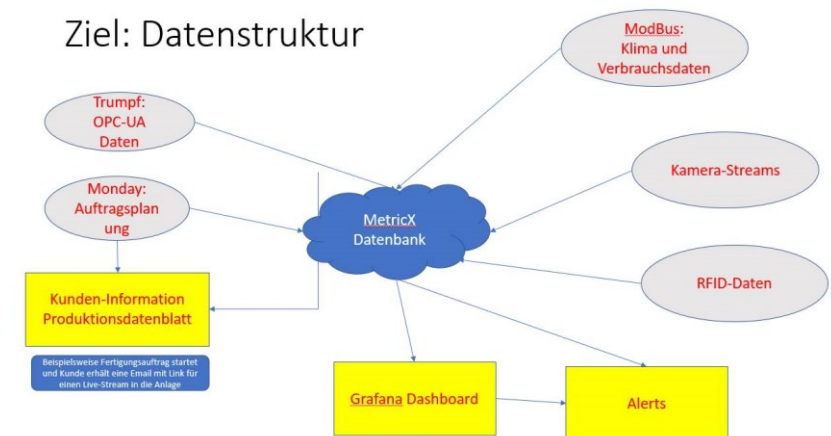 Ziel: Datenstruktur
ModBus:
Klima und
Verbrauchsdaten
Trumpf:
OPC-UA
Daten
Monday:
Auftragsplan
ung
Kamera-Streams
MetricX
Datenbank
RFID-Daten
Kunden-Information
Produktionsdatenblatt
Beispielsweise Fertigungsauftrag startet
und Kunde erhält eine Email mit Link für
einen Live-Stream in die Anlage
Grafana Dashboard
Alerts